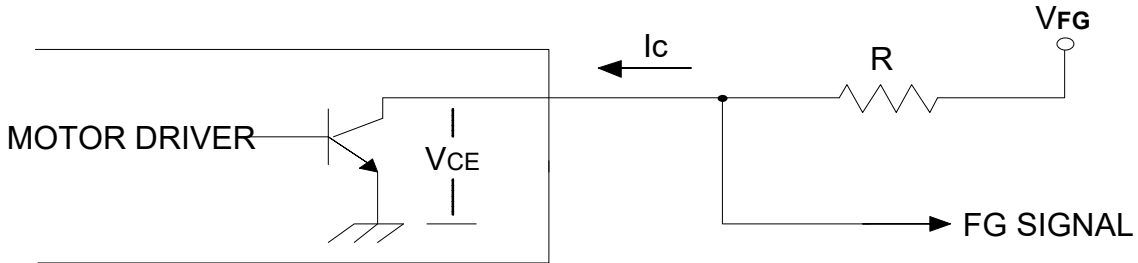 VFG
Ic
R
MOTOR DRIVER
VCE
FG SIGNAL